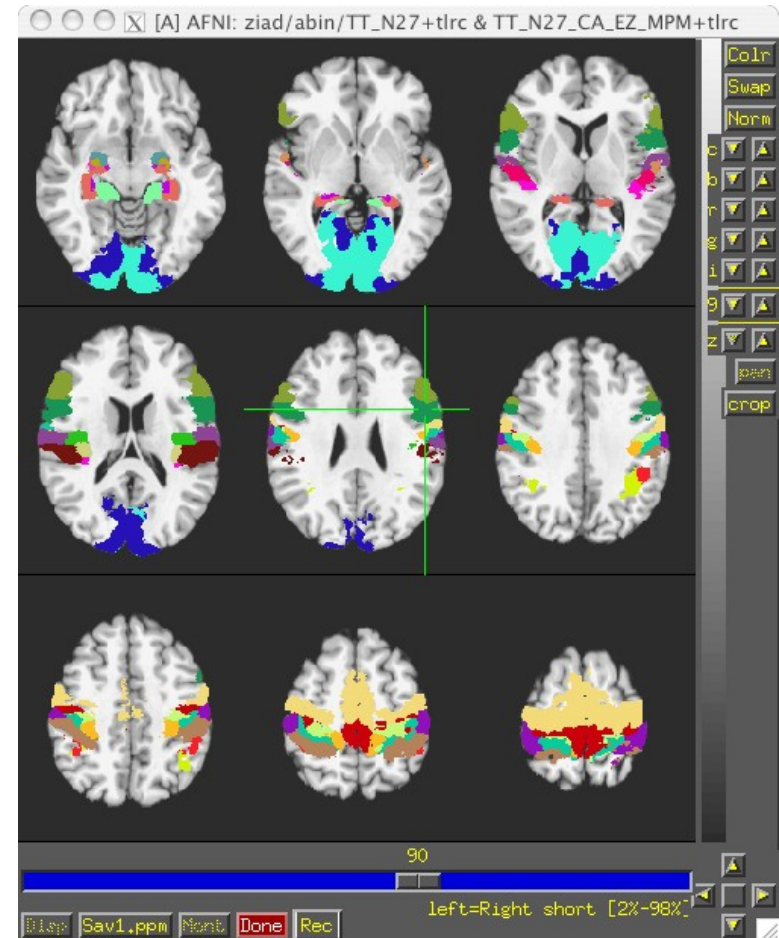 [A] AFNI: ziad/abin/TT_N27+tlrc & TT_N27_CA_EZ_MPM+tlrc
Colr
Swap
Norm
c
b
r
g
i
9
z
pan
crop
90
left=Right short [2%-98%]
Disp Sav1.ppm Mont Done Rec